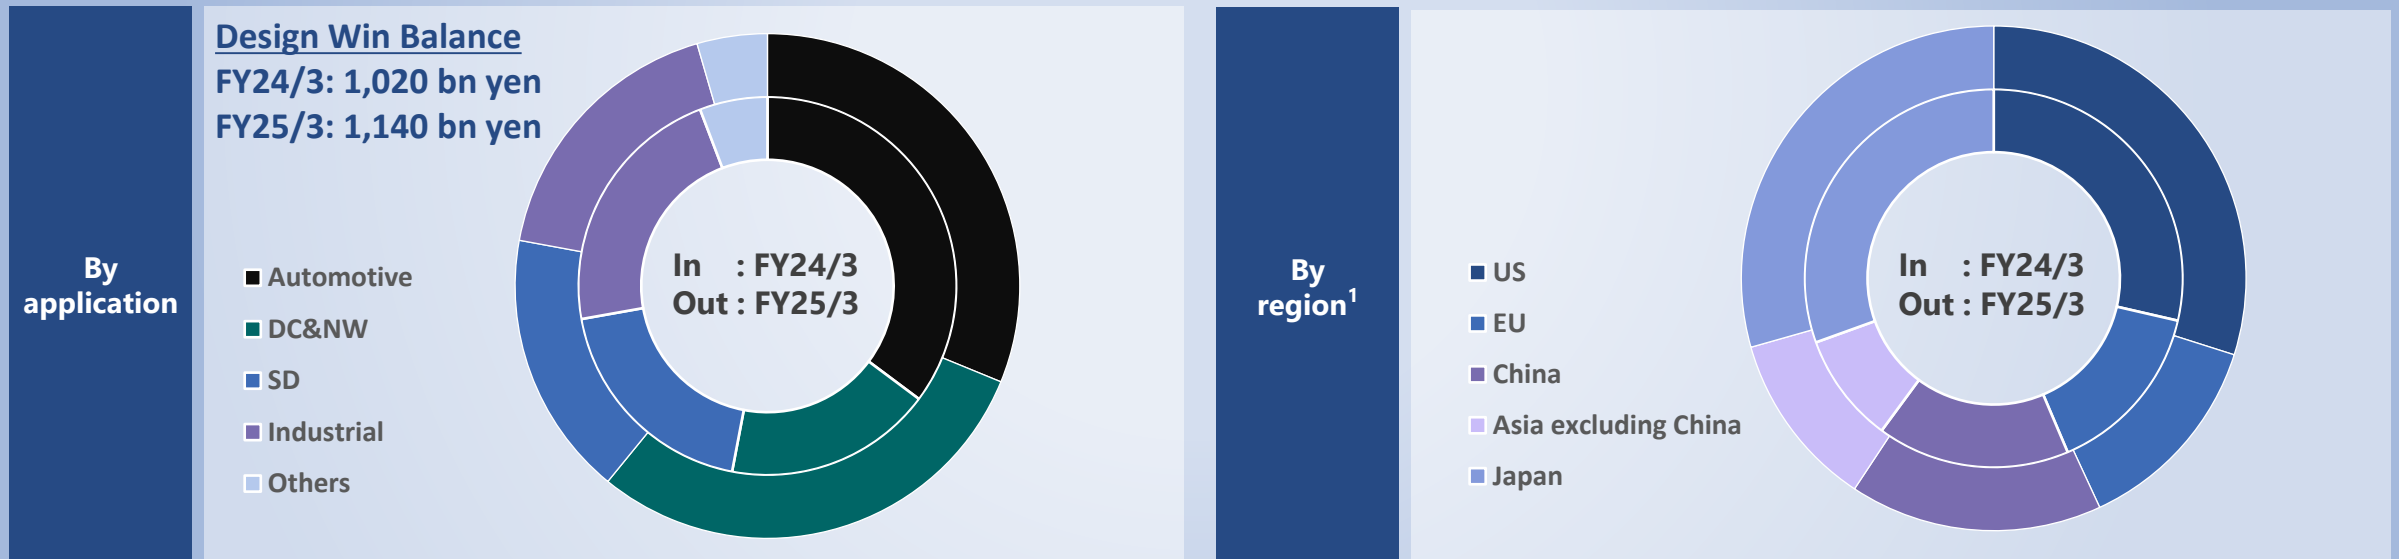 By
application
Design Win Balance
FY24/3: 1,020 bn yen
FY25/3: 1,140 bn yen
Automotive
DC&NW
SD
Industrial
Others
In : FY24/3
Out : FY25/3
By
region1
US
EU
China
Asia excluding China
Japan
In : FY24/3
Out : FY25/3